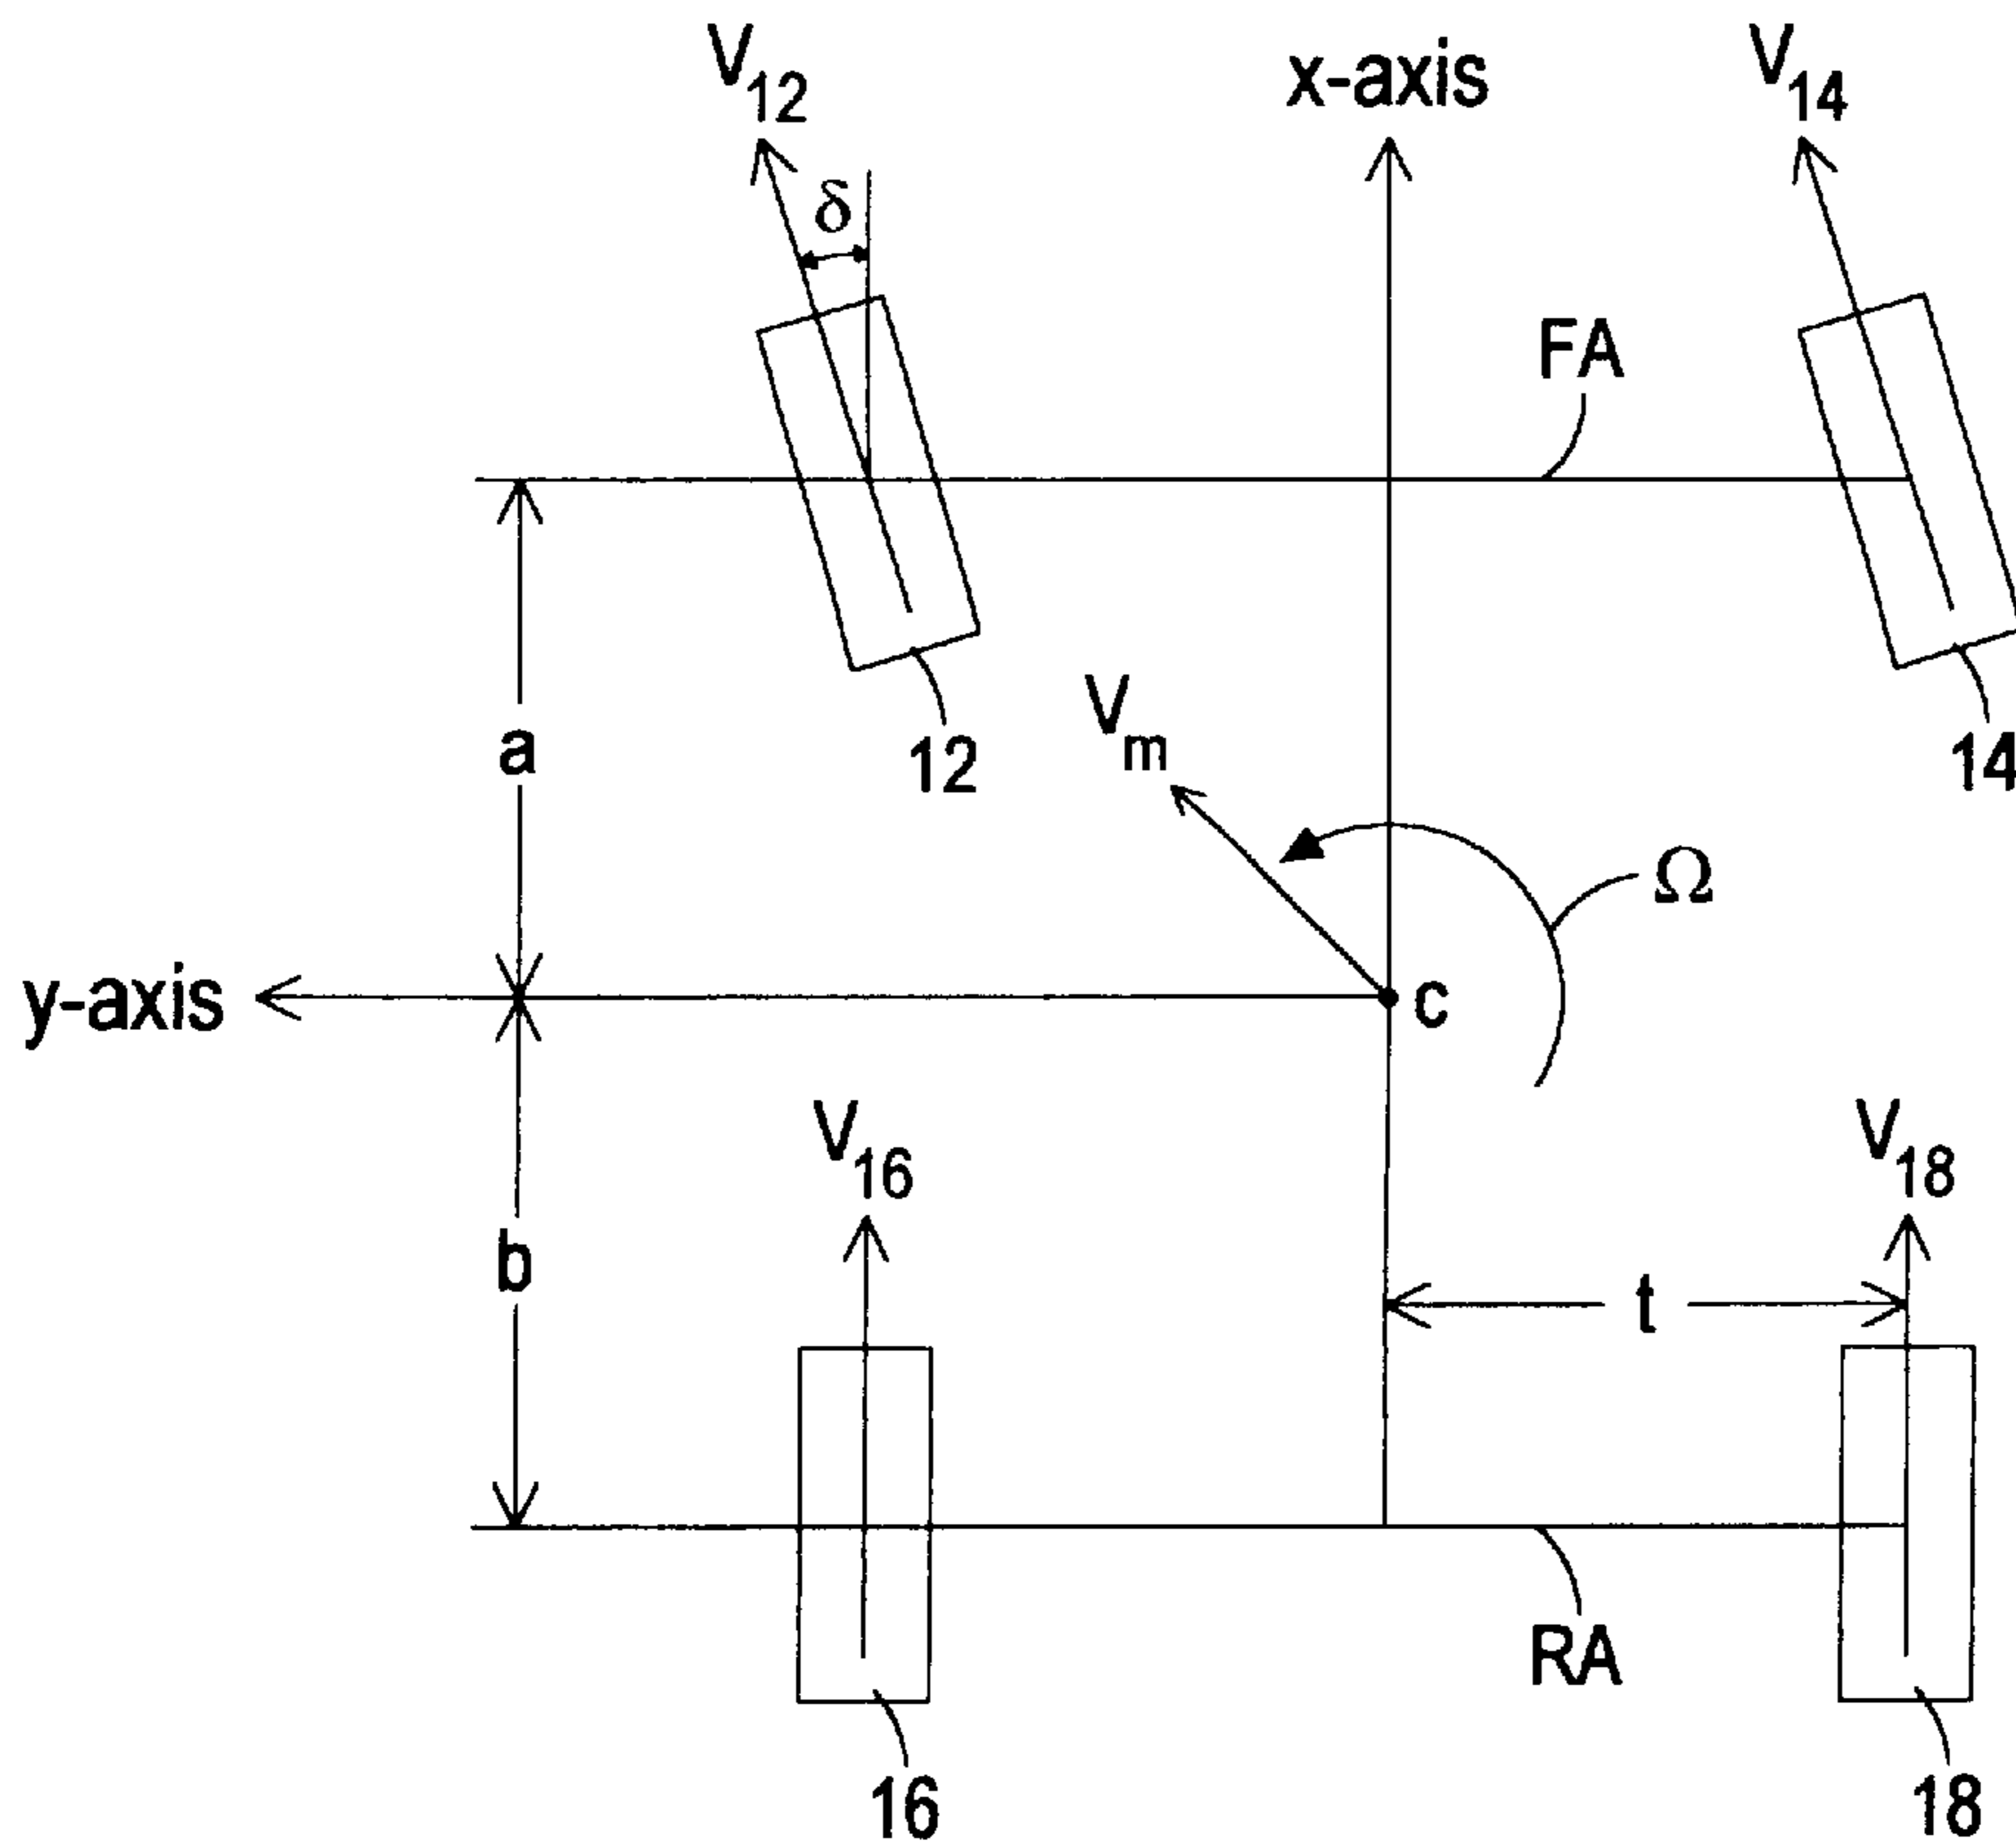 V12
x-axis
V14
δ
FA
Vm
12
14
a
Ω
y-axis
c
V16
V18
b
t
RA
16
18